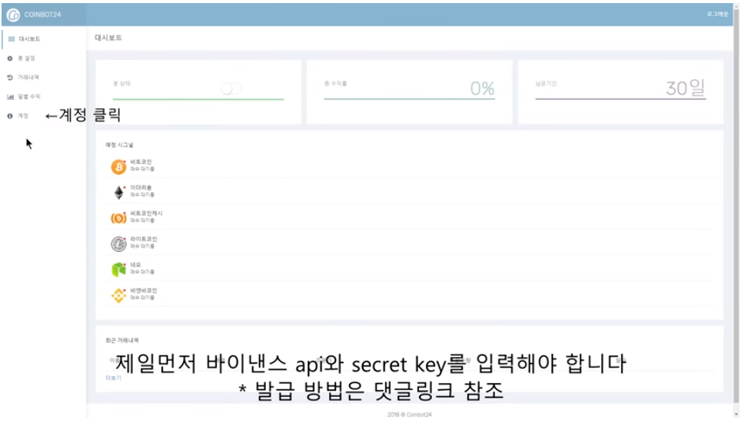 COINBOT24
로그아웃
대시보드
대시보드
봇 설정
거래내역
일별 수익
계정
←계정 클릭
봇 상태
총 수익률
0%
남은기간
30일
매매 시그널
비트코인
매수 대기중
이더리움
매수 대기중
비트코인캐시
매수 대기중
라이트코인
매수 대기중
네오
매수 대기중
바이낸스코인
매수 대기중
최근 거래내역
제일먼저 바이낸스 api와 secret key를 입력해야 합니다
더보기
* 발급 방법은 댓글링크 참조
2018 © Coinbot24